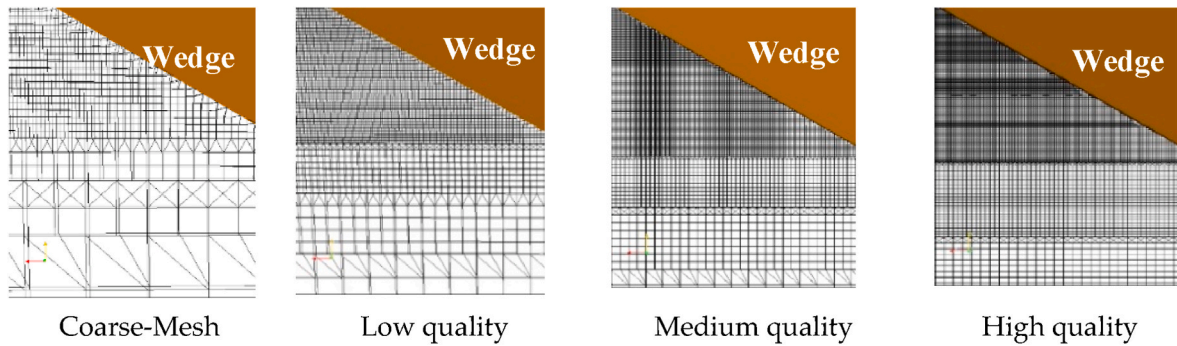 Wedge
Wedge
Wedge
Wedge
Coarse-Mesh
Low quality
Medium quality
High quality